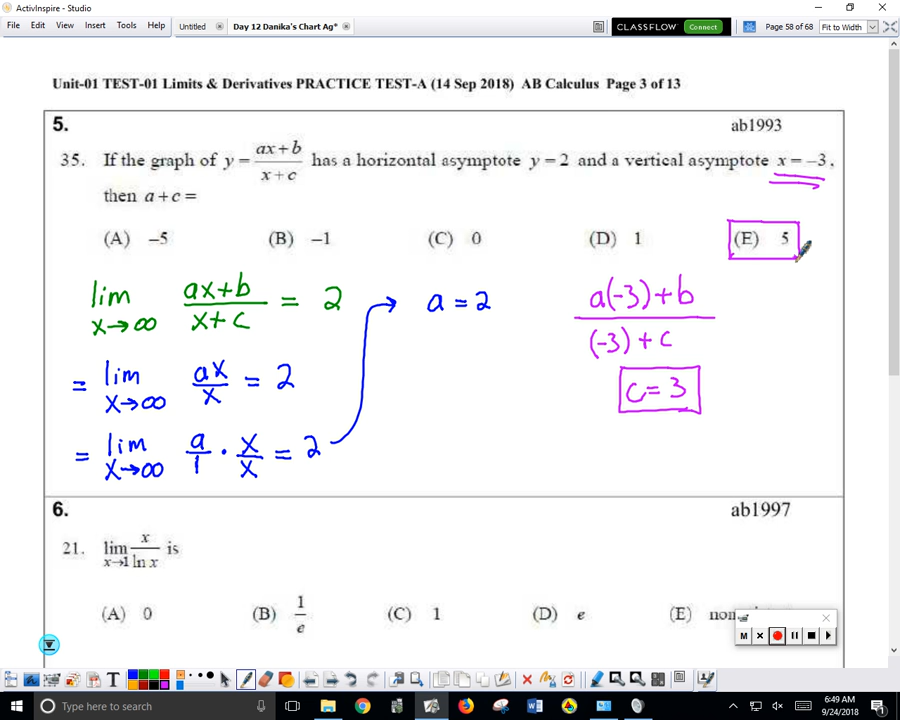 ActivInspire - Studio
File Edit View Insert Tools Help Untitled Day 12 Danika's Chart Ag* CLASSFLOW Connect Page 58 of 68 Fit to Width
Unit-01 TEST-01 Limits & Derivatives PRACTICE TEST-A (14 Sep 2018) AB Calculus Page 3 of 13
5. ab1993
35. If the graph of y = (ax+b)/(x+c) has a horizontal asymptote y = 2 and a vertical asymptote x = −3,
then a + c =
(A) −5 (B) −1 (C) 0 (D) 1 (E) 5
lim x→∞ (ax+b)/(x+c) = 2
a = 2
(a(-3)+b)/((-3)+c)
= lim x→∞ ax/x = 2
c = 3
= lim x→∞ a/1 · x/x = 2
6. ab1997
21. lim x→1 x/ln x is
(A) 0 (B) 1/e (C) 1 (D) e (E)
M
T
Type here to search
6:49 AM
9/24/2018